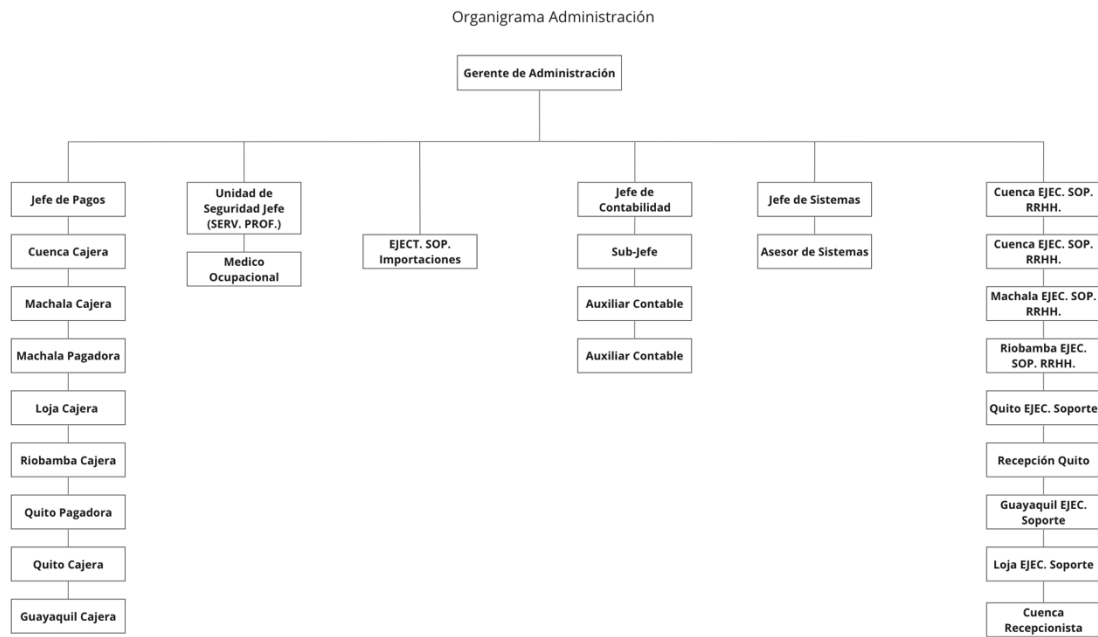 Organigrama Administración
Gerente de Administración
Jefe de Pagos
Cuenca Cajera
Machala Cajera
Machala Pagadora
Loja Cajera
Riobamba Cajera
Quito Pagadora
Quito Cajera
Guayaquil Cajera
Unidad de
Seguridad Jefe
(SERV. PROF.)
Medico
Ocupacional
EJECT. SOP.
Importaciones
Jefe de
Contabilidad
Sub-Jefe
Auxiliar Contable
Auxiliar Contable
Jefe de Sistemas
Asesor de Sistemas
Cuenca EJEC. SOP.
RRHH.
Cuenca EJEC. SOP.
RRHH.
Machala EJEC. SOP.
RRHH.
Riobamba EJEC.
SOP. RRHH.
Quito EJEC. Soporte
Recepción Quito
Guayaquil EJEC.
Soporte
Loja EJEC. Soporte
Cuenca
Recepcionista